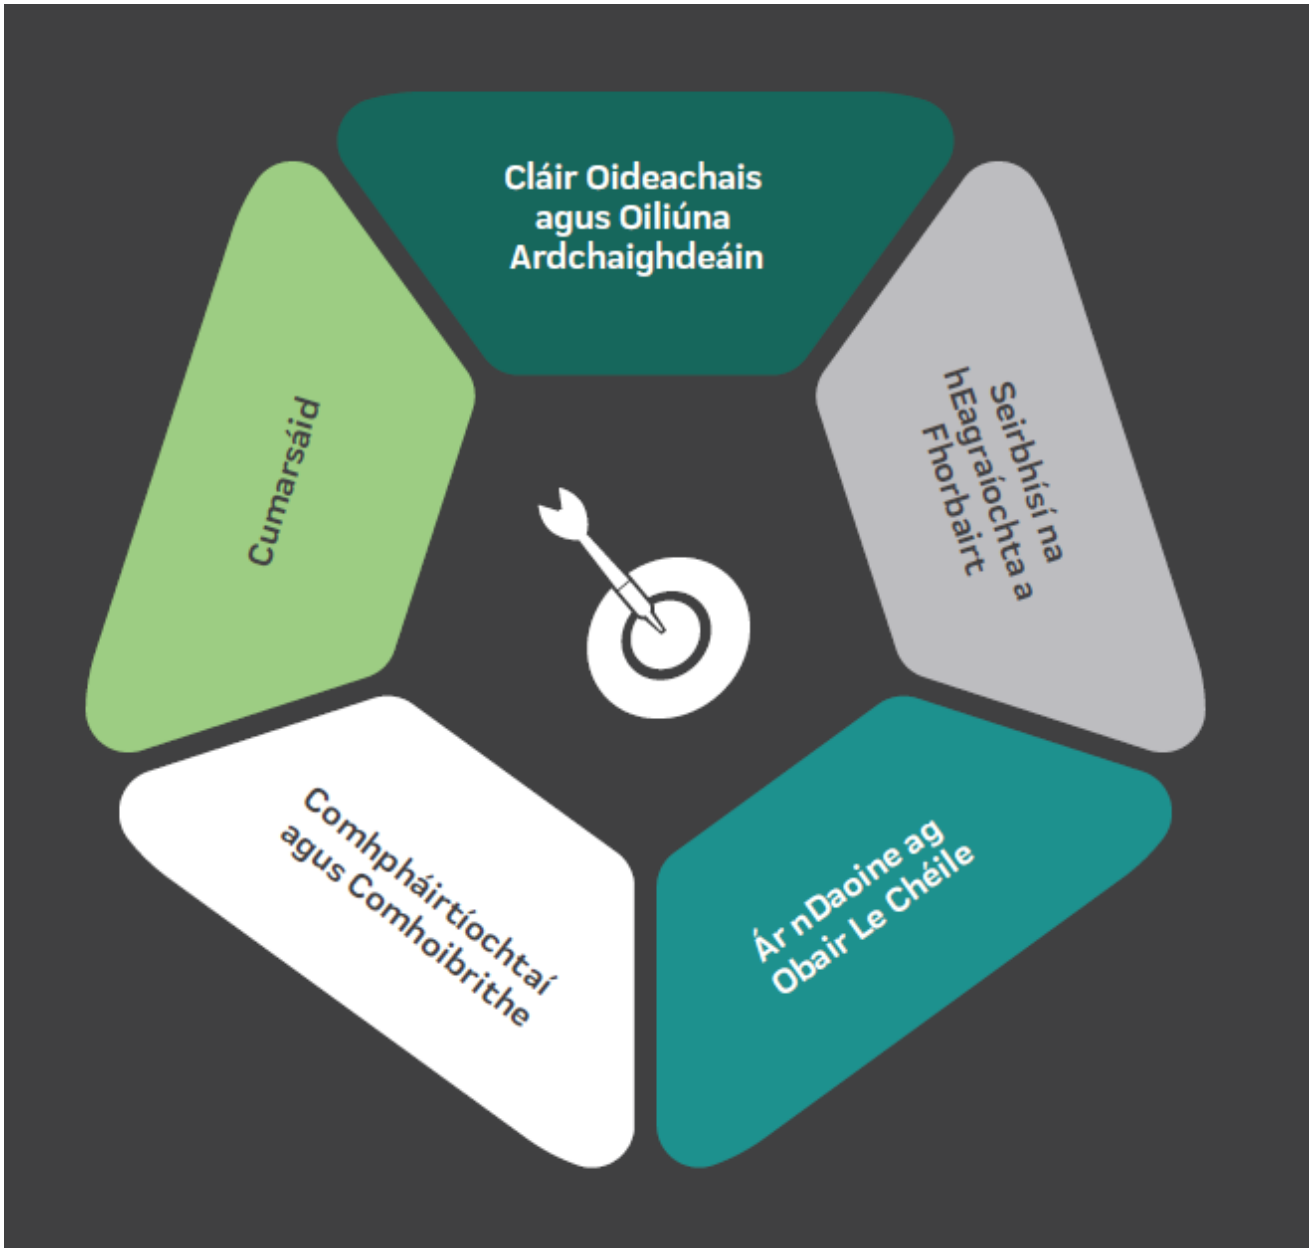 Cláir Oideachais
agus Oiliúna
Ardchaighdeáin
Seirbhísí na
hEagraíochta a
Fhorbairt
Ár nDaoine ag
Obair Le Chéile
Comhpháirtíochtaí
agus Comhoibrithe
Cumarsáid